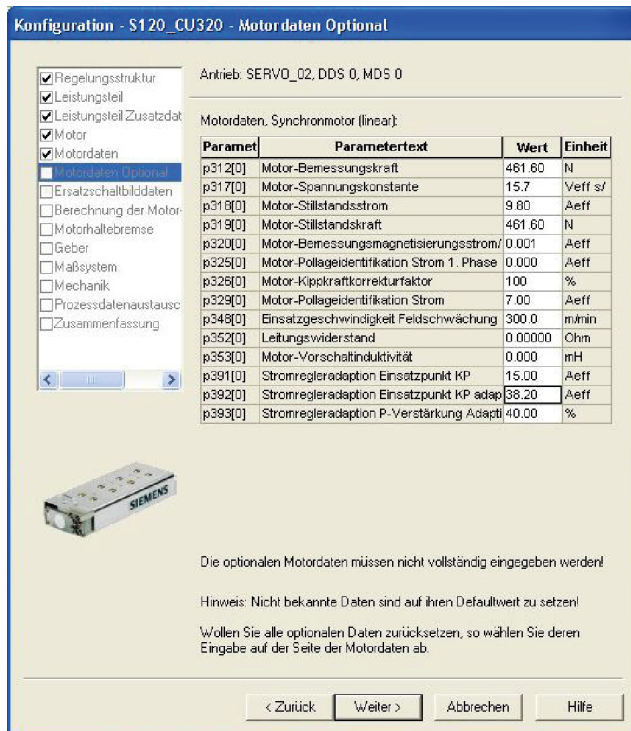 Konfiguration - S120_CU320 - Motordaten Optional
Regelungsstruktur
Leistungsteil
Leistungsteil Zusatzdat
Motor
Motordaten
Motordaten Optional
Ersatzschaltbilddaten
Berechnung der Motor-
Motorhaltebremse
Geber
Maßsystem
Mechanik
Prozessdatenaustausc
Zusammenfassung
Antrieb: SERVO_02, DDS 0, MDS 0
Motordaten, Synchronmotor (linear):
Paramet Parametertext Wert Einheit
p312[0] Motor-Bemessungskraft 461.60 N
p317[0] Motor-Spannungskonstante 15.7 Veff s/
p318[0] Motor-Stillstandsstrom 9.80 Aeff
p319[0] Motor-Stillstandskraft 461.60 N
p320[0] Motor-Bemessungsmagnetisierungsstrom/ 0.001 Aeff
p325[0] Motor-Pollageidentifikation Strom 1. Phase 0.000 Aeff
p326[0] Motor-Kippkraftkorrekturfaktor 100 %
p329[0] Motor-Pollageidentifikation Strom 7.00 Aeff
p348[0] Einsatzgeschwindigkeit Feldschwächung 300.0 m/min
p352[0] Leitungswiderstand 0.00000 Ohm
p353[0] Motor-Vorschaltinduktivität 0.000 mH
p391[0] Stromregleradaption Einsatzpunkt KP 15.00 Aeff
p392[0] Stromregleradaption Einsatzpunkt KP adap 38.20 Aeff
p393[0] Stromregleradaption P-Verstärkung Adapti 40.00 %
SIEMENS
Die optionalen Motordaten müssen nicht vollständig eingegeben werden!
Hinweis: Nicht bekannte Daten sind auf ihren Defaultwert zu setzen!
Wollen Sie alle optionalen Daten zurücksetzen, so wählen Sie deren
Eingabe auf der Seite der Motordaten ab.
< Zurück Weiter > Abbrechen Hilfe